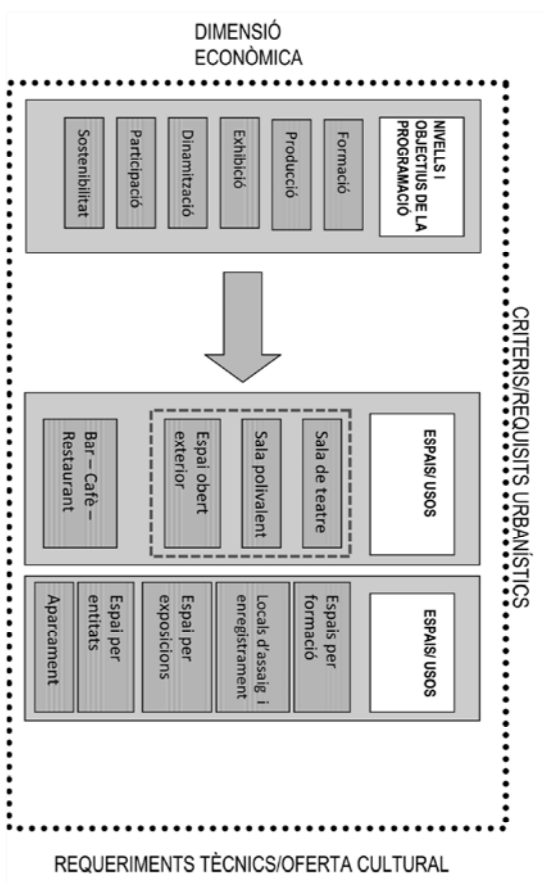 DIMENSIÓ
ECONÒMICA
CRITERIS/REQUISITS URBANÍSTICS
NIVELLS I
OBJECTIUS DE LA
PROGRAMACIÓ
Formació
Producció
Exhibició
Dinamització
Participació
Sostenibilitat
ESPAIS/ USOS
Sala de teatre
Sala polivalent
Espai obert
exterior
Bar – Cafè –
Restaurant
ESPAIS/ USOS
Espais per
formació
Locals d'assaig i
enregistrament
Espai per
exposicions
Espai per
entitats
Aparcament
REQUERIMENTS TÈCNICS/OFERTA CULTURAL